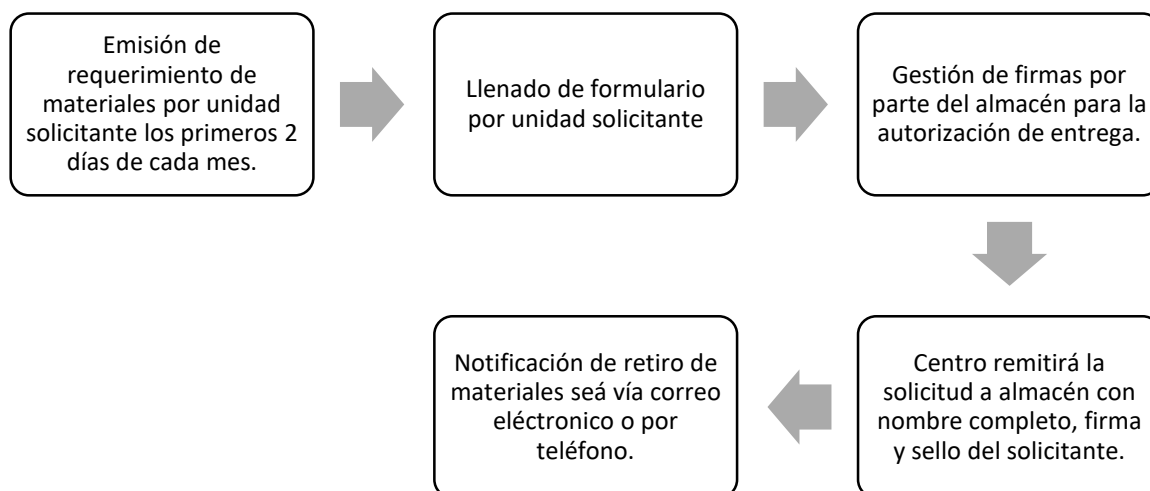 Emisión de
requerimiento de
materiales por unidad
solicitante los primeros 2
días de cada mes.
Llenado de formulario
por unidad solicitante
Gestión de firmas por
parte del almacén para la
autorización de entrega.
Centro remitirá la
solicitud a almacén con
nombre completo, firma
y sello del solicitante.
Notificación de retiro de
materiales seá vía correo
eléctronico o por
teléfono.